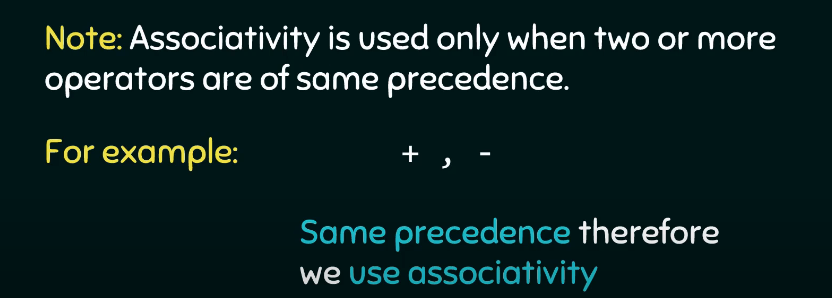 Note: Associativity is used only when two or more
operators are of same precedence.
For example: + , -
Same precedence therefore
we use associativity